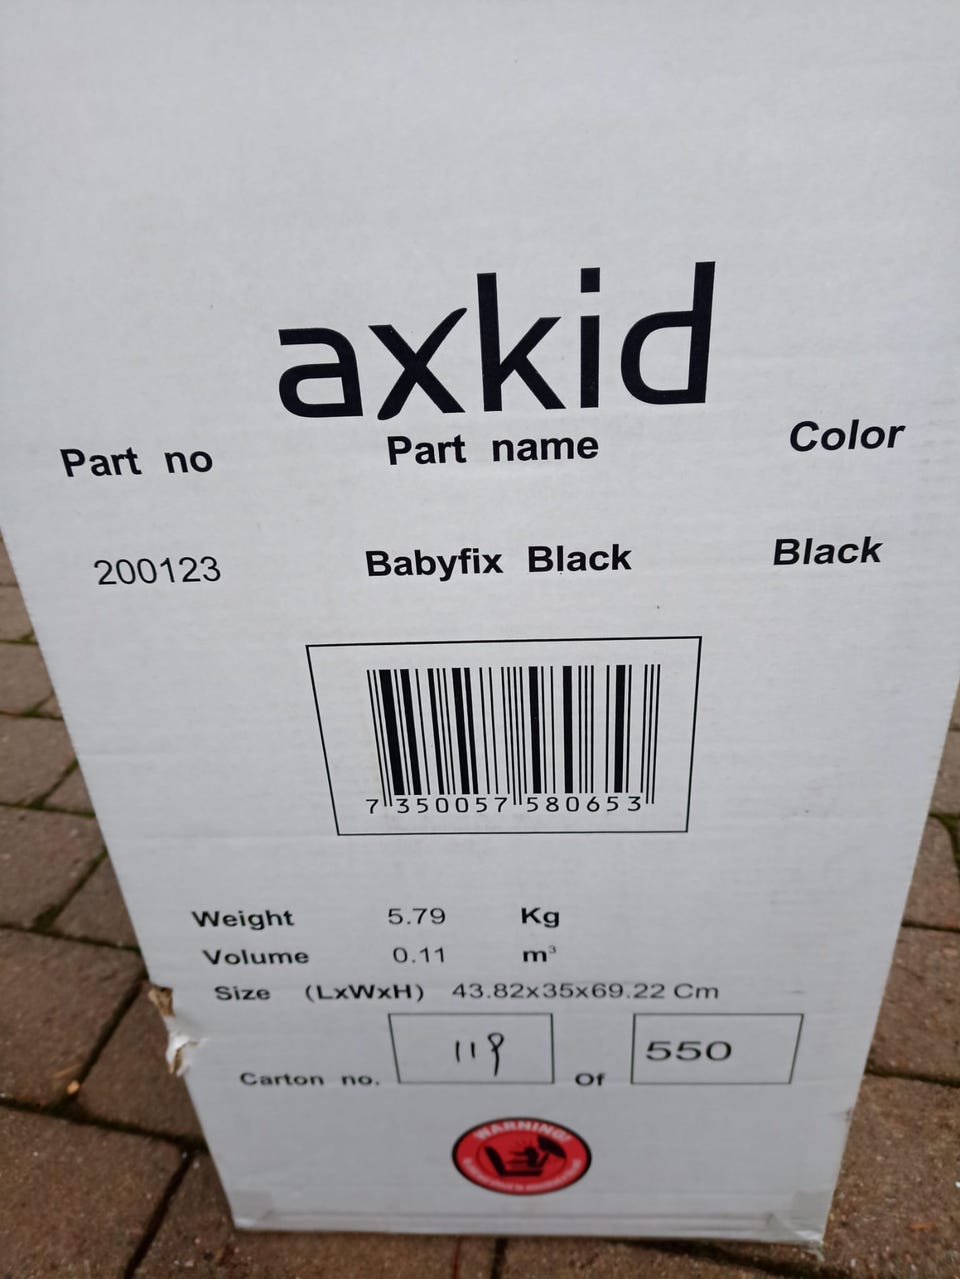 axkid
Part no Part name Color
200123 Babyfix Black Black
7 350057 580653
Weight 5.79 Kg
Volume 0.11 m³
Size (LxWxH) 43.82x35x69.22 Cm
Carton no. 119 Of 550
WARNING!